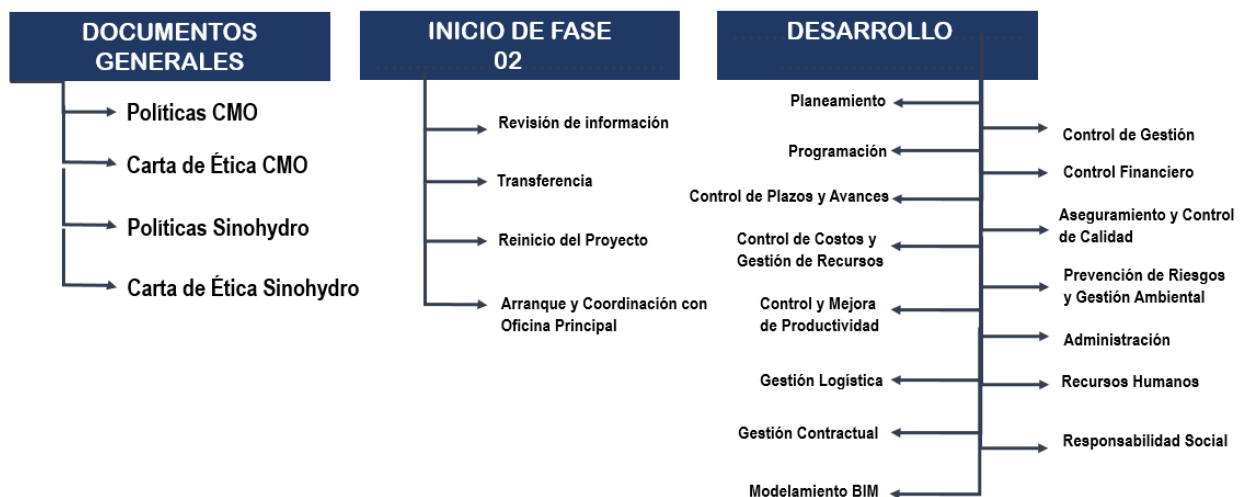 DOCUMENTOS
GENERALES
Políticas CMO
Carta de Ética CMO
Políticas Sinohydro
Carta de Ética Sinohydro
INICIO DE FASE
02
Revisión de información
Transferencia
Reinicio del Proyecto
Arranque y Coordinación con
Oficina Principal
DESARROLLO
Planeamiento
Programación
Control de Plazos y Avances
Control de Costos y
Gestión de Recursos
Control y Mejora
de Productividad
Gestión Logística
Gestión Contractual
Modelamiento BIM
Control de Gestión
Control Financiero
Aseguramiento y Control
de Calidad
Prevención de Riesgos
y Gestión Ambiental
Administración
Recursos Humanos
Responsabilidad Social